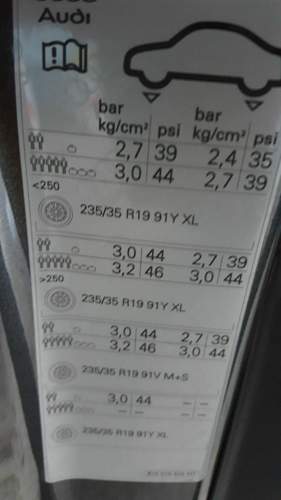 Audi
bar bar
kg/cm² psi kg/cm² psi
2,7 39 2,4 35
3,0 44 2,7 39
<250
235/35 R19 91Y XL
3,0 44 2,7 39
3,2 46 3,0 44
>250
235/35 R19 91Y XL
3,0 44 2,7 39
3,2 46 3,0 44
235/35 R19 91V M+S
3,0 44 – –
– – – –
235/35 R19 91Y XL